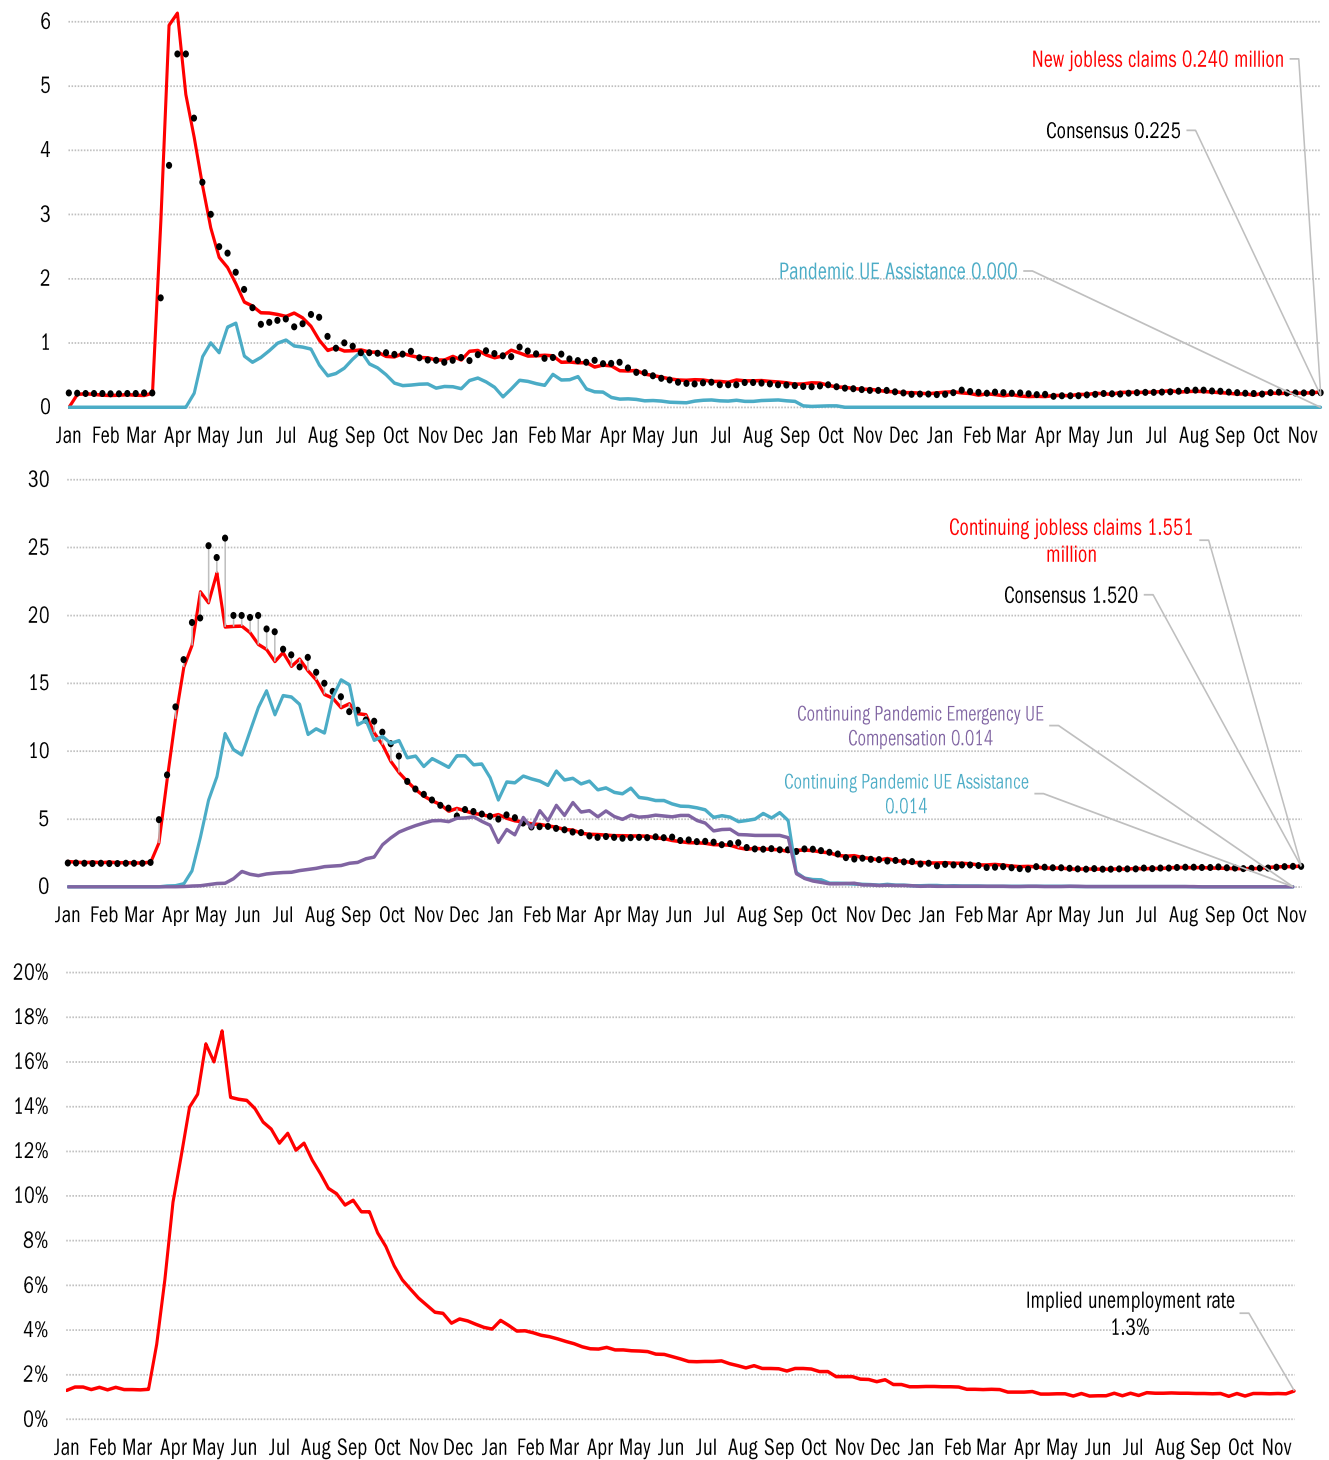 6
New jobless claims 0.240 million
5
Consensus 0.225
4
3
Pandemic UE Assistance 0.000
2
1
0
Jan Feb Mar Apr May Jun Jul Aug Sep Oct Nov Dec Jan Feb Mar Apr May Jun Jul Aug Sep Oct Nov Dec Jan Feb Mar Apr May Jun Jul Aug Sep Oct Nov
30
Continuing jobless claims 1.551
million
25
Consensus 1.520
20
15
Continuing Pandemic Emergency UE
Compensation 0.014
10
Continuing Pandemic UE Assistance
0.014
5
0
Jan Feb Mar Apr May Jun Jul Aug Sep Oct Nov Dec Jan Feb Mar Apr May Jun Jul Aug Sep Oct Nov Dec Jan Feb Mar Apr May Jun Jul Aug Sep Oct Nov
20%
18%
16%
14%
12%
10%
8%
6%
Implied unemployment rate
1.3%
4%
2%
0%
Jan Feb Mar Apr May Jun Jul Aug Sep Oct Nov Dec Jan Feb Mar Apr May Jun Jul Aug Sep Oct Nov Dec Jan Feb Mar Apr May Jun Jul Aug Sep Oct Nov